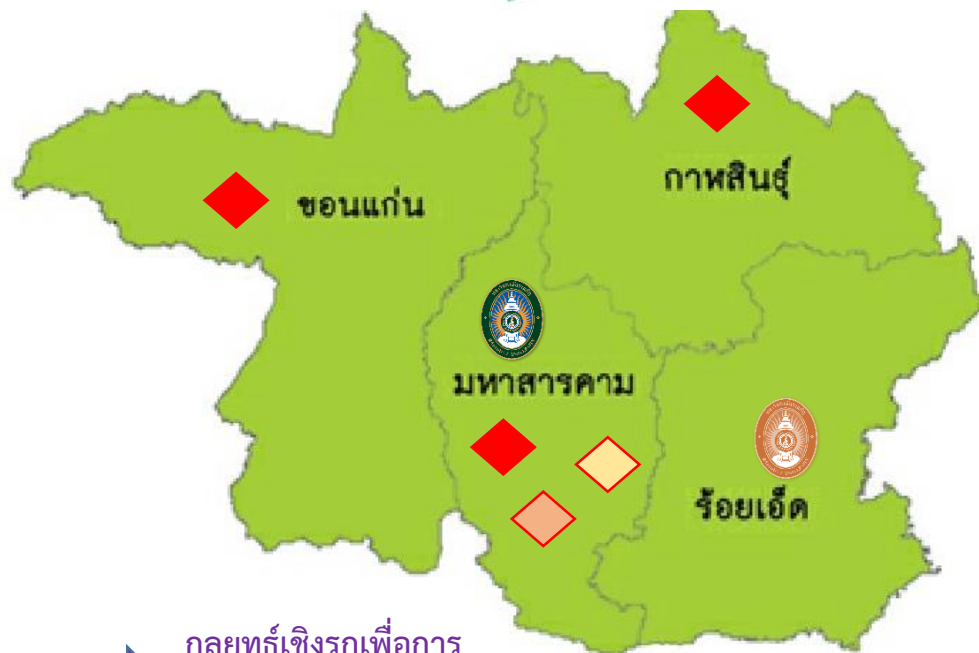 กาฬสินธุ์
ขอนแก่น
มหาสารคาม
ร้อยเอ็ด
กลยุทธ์เชิงรุกเพื่อการ